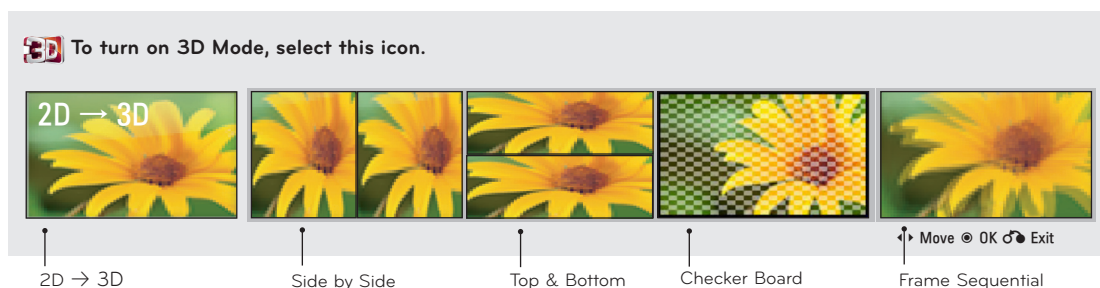 3D To turn on 3D Mode, select this icon.
2D → 3D
Move ⦿ OK Exit
2D → 3D
Side by Side
Top & Bottom
Checker Board
Frame Sequential